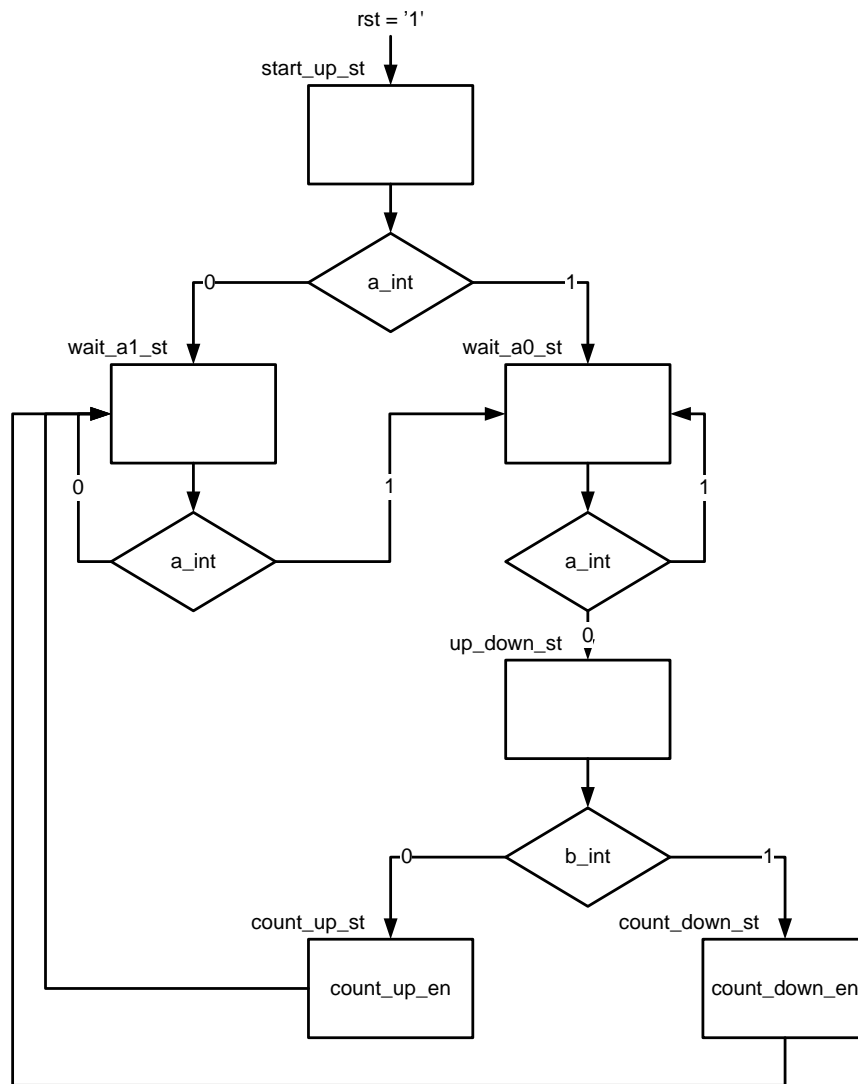 rst = '1'
start_up_st
a_int
0
1
wait_a1_st
wait_a0_st
0
1
1
a_int
a_int
0
up_down_st
b_int
0
1
count_up_st
count_down_st
count_up_en
count_down_en